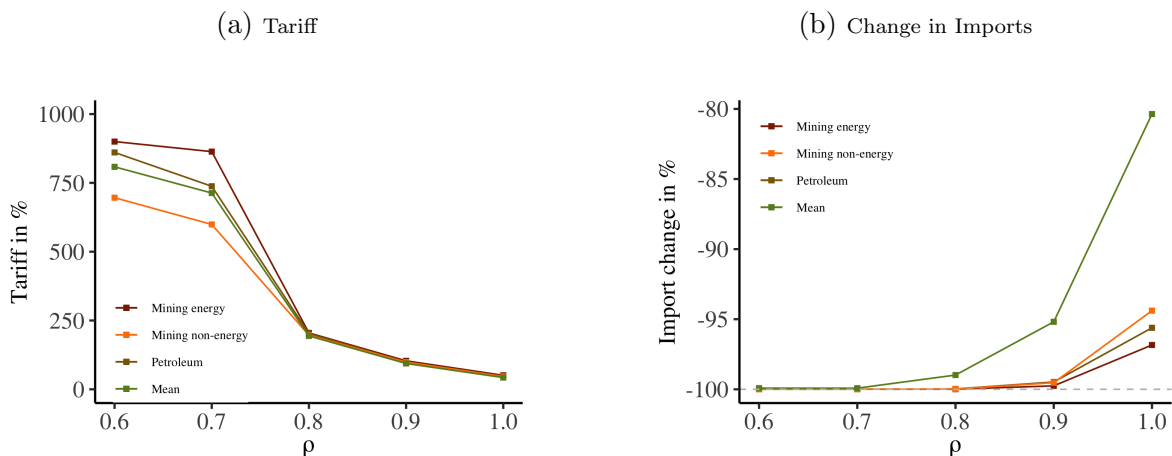 (a) Tariff
1000
750
500
250
0
Tariff in %
Mining energy
Mining non-energy
Petroleum
Mean
0.6 0.7 0.8 0.9 1.0
ρ
(b) Change in Imports
-80
-85
-90
-95
-100
Import change in %
Mining energy
Mining non-energy
Petroleum
Mean
0.6 0.7 0.8 0.9 1.0
ρ